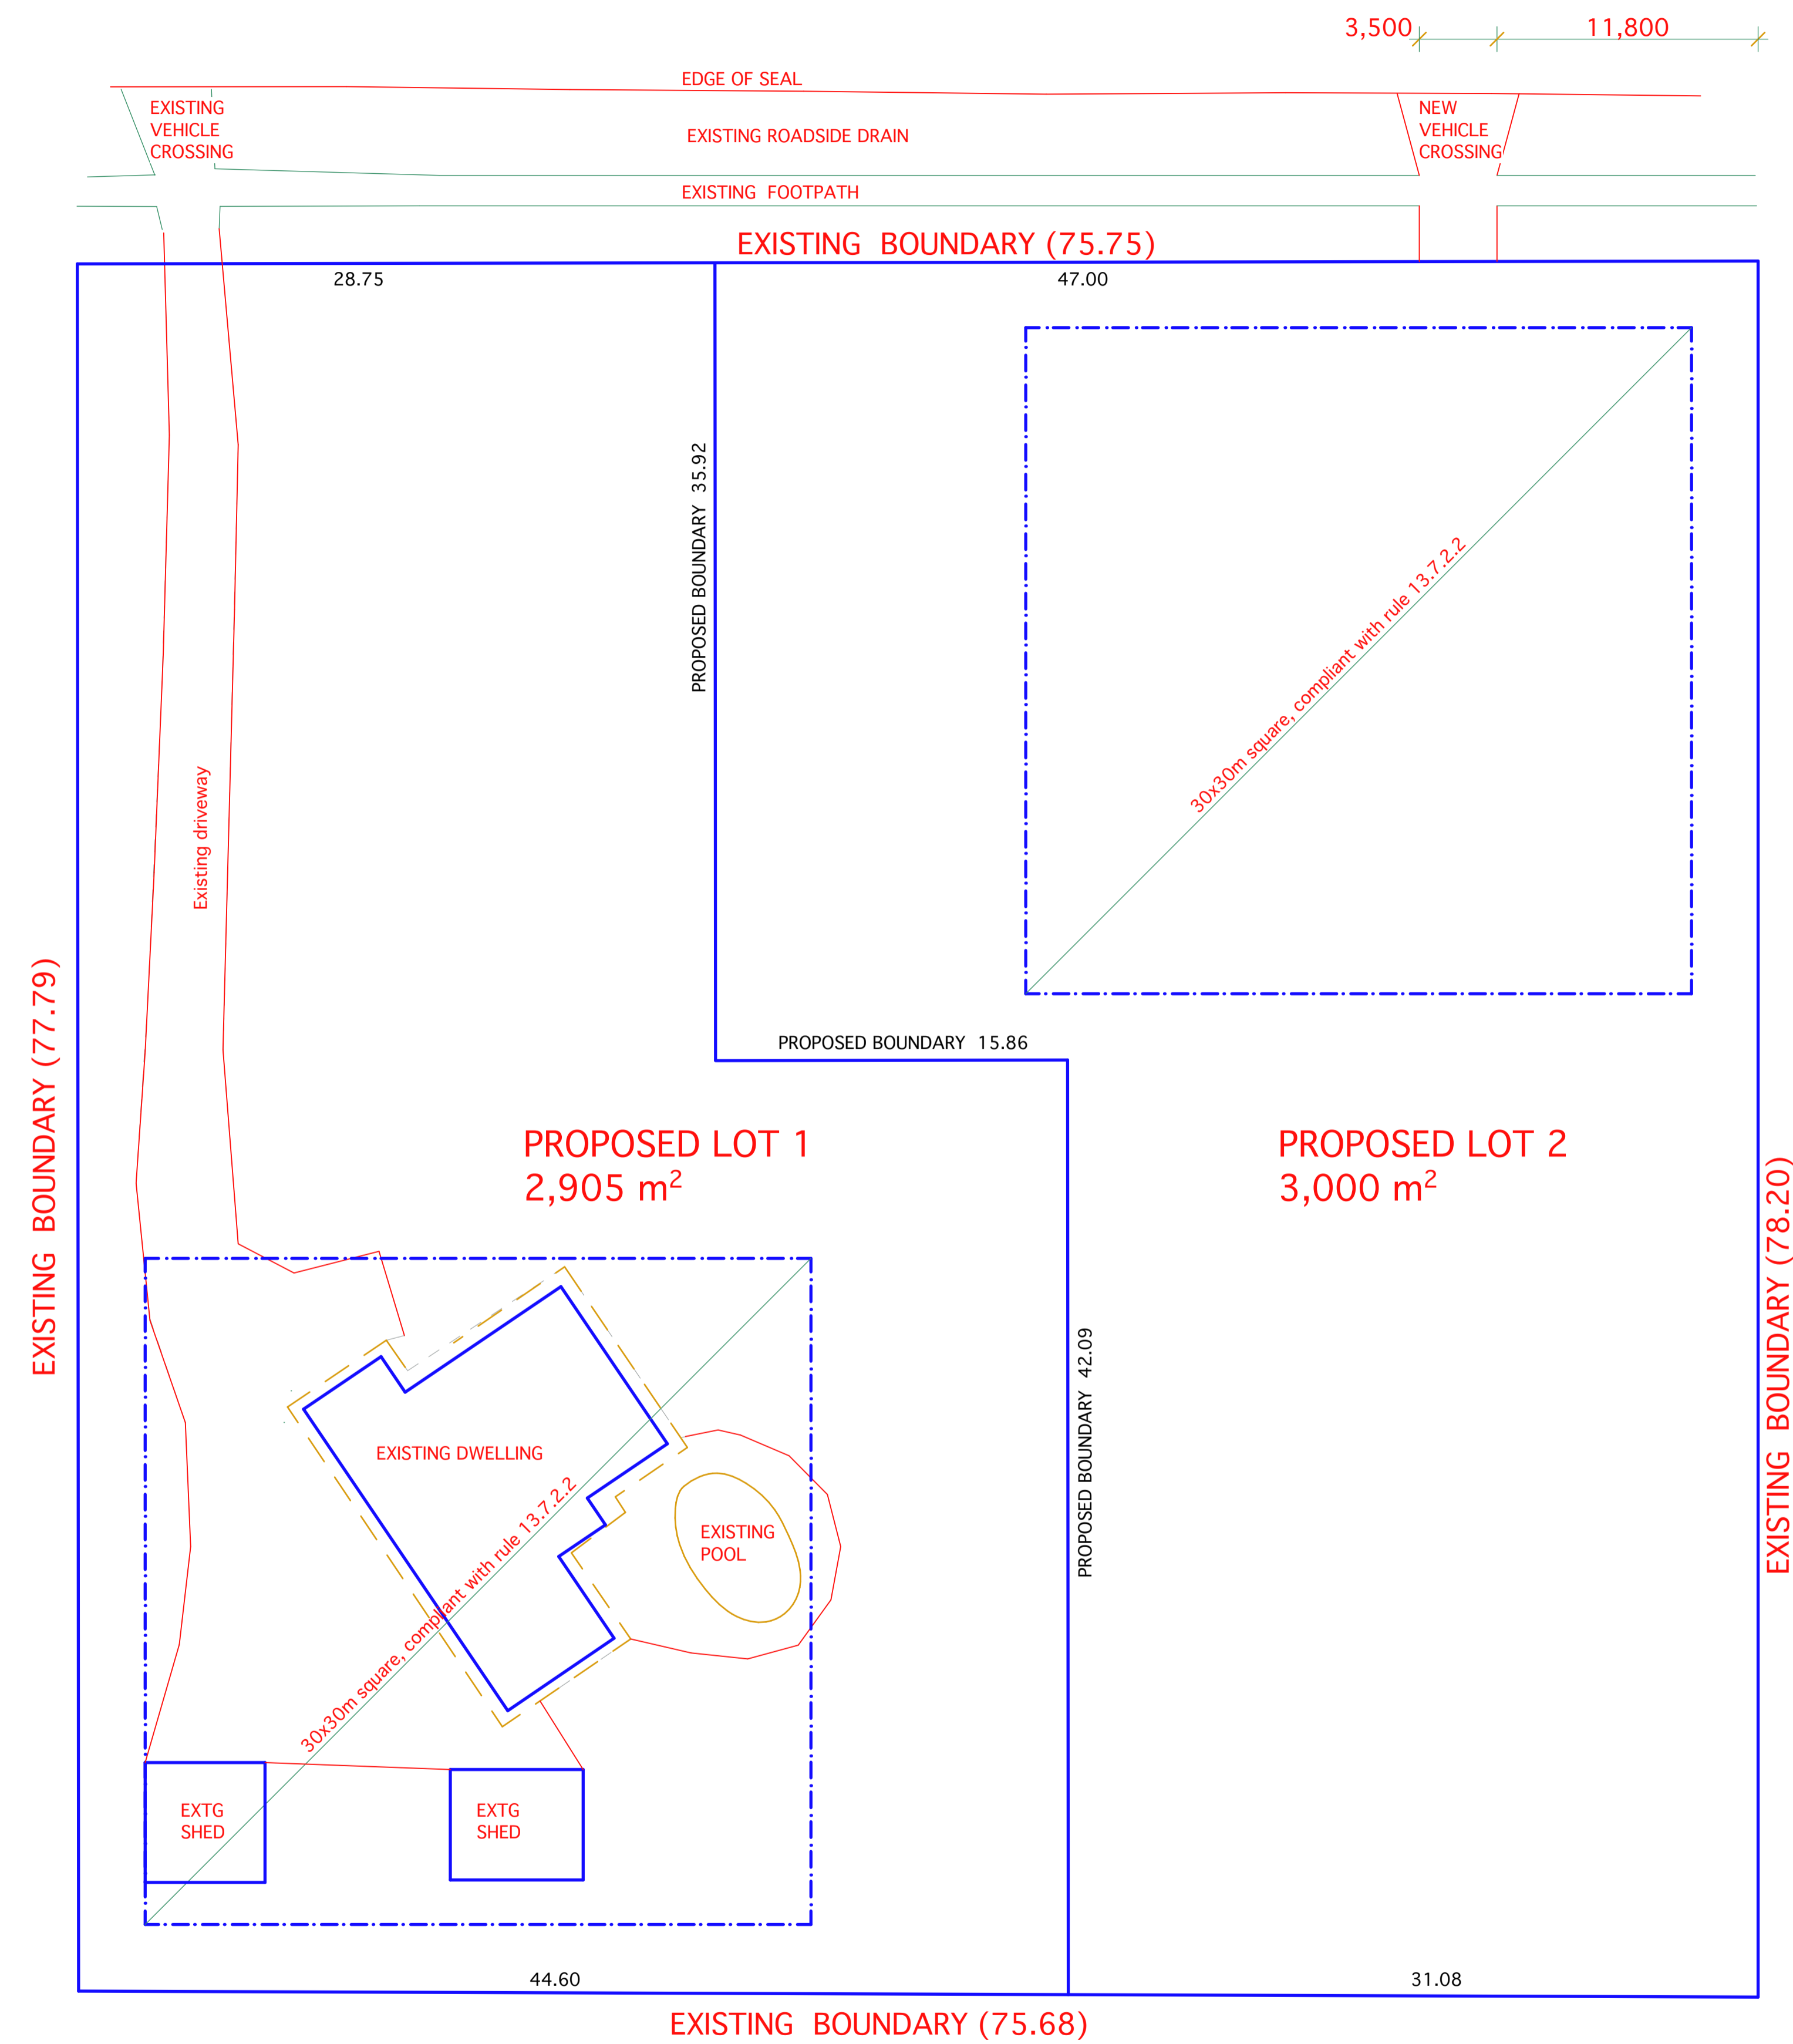 3,500
11,800
EDGE OF SEAL
EXISTING
VEHICLE
CROSSING
EXISTING ROADSIDE DRAIN
NEW
VEHICLE
CROSSING
EXISTING FOOTPATH
EXISTING BOUNDARY (75.75)
28.75
47.00
PROPOSED BOUNDARY 35.92
30x30m square, compliant with rule 13.7.2.2
Existing driveway
EXISTING BOUNDARY (77.79)
PROPOSED BOUNDARY 15.86
PROPOSED LOT 1
2,905 m²
PROPOSED LOT 2
3,000 m²
EXISTING BOUNDARY (78.20)
PROPOSED BOUNDARY 42.09
EXISTING DWELLING
30x30m square, compliant with rule 13.7.2.2
EXISTING
POOL
EXTG
SHED
EXTG
SHED
44.60
31.08
EXISTING BOUNDARY (75.68)